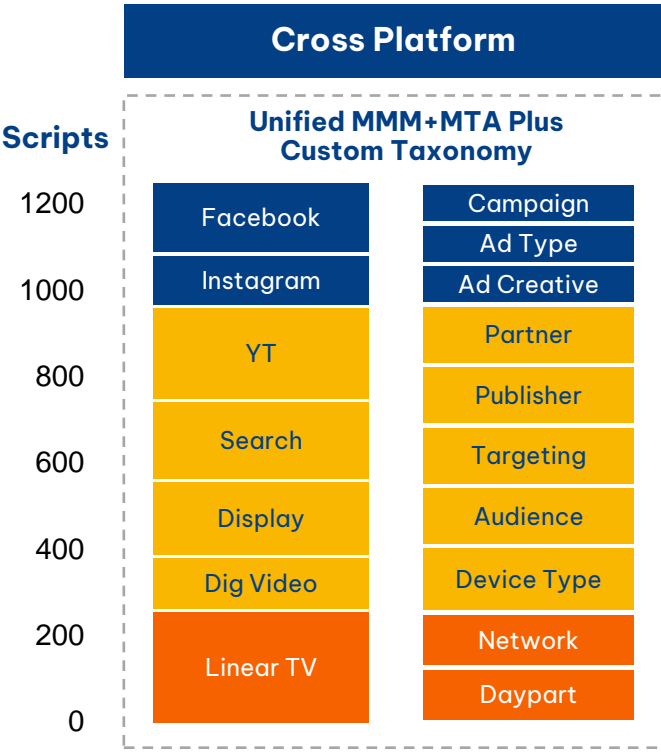 Cross Platform
Scripts
Unified MMM+MTA Plus
Custom Taxonomy
1200
1000
800
600
400
200
0
Facebook
Instagram
YT
Search
Display
Dig Video
Linear TV
Campaign
Ad Type
Ad Creative
Partner
Publisher
Targeting
Audience
Device Type
Network
Daypart